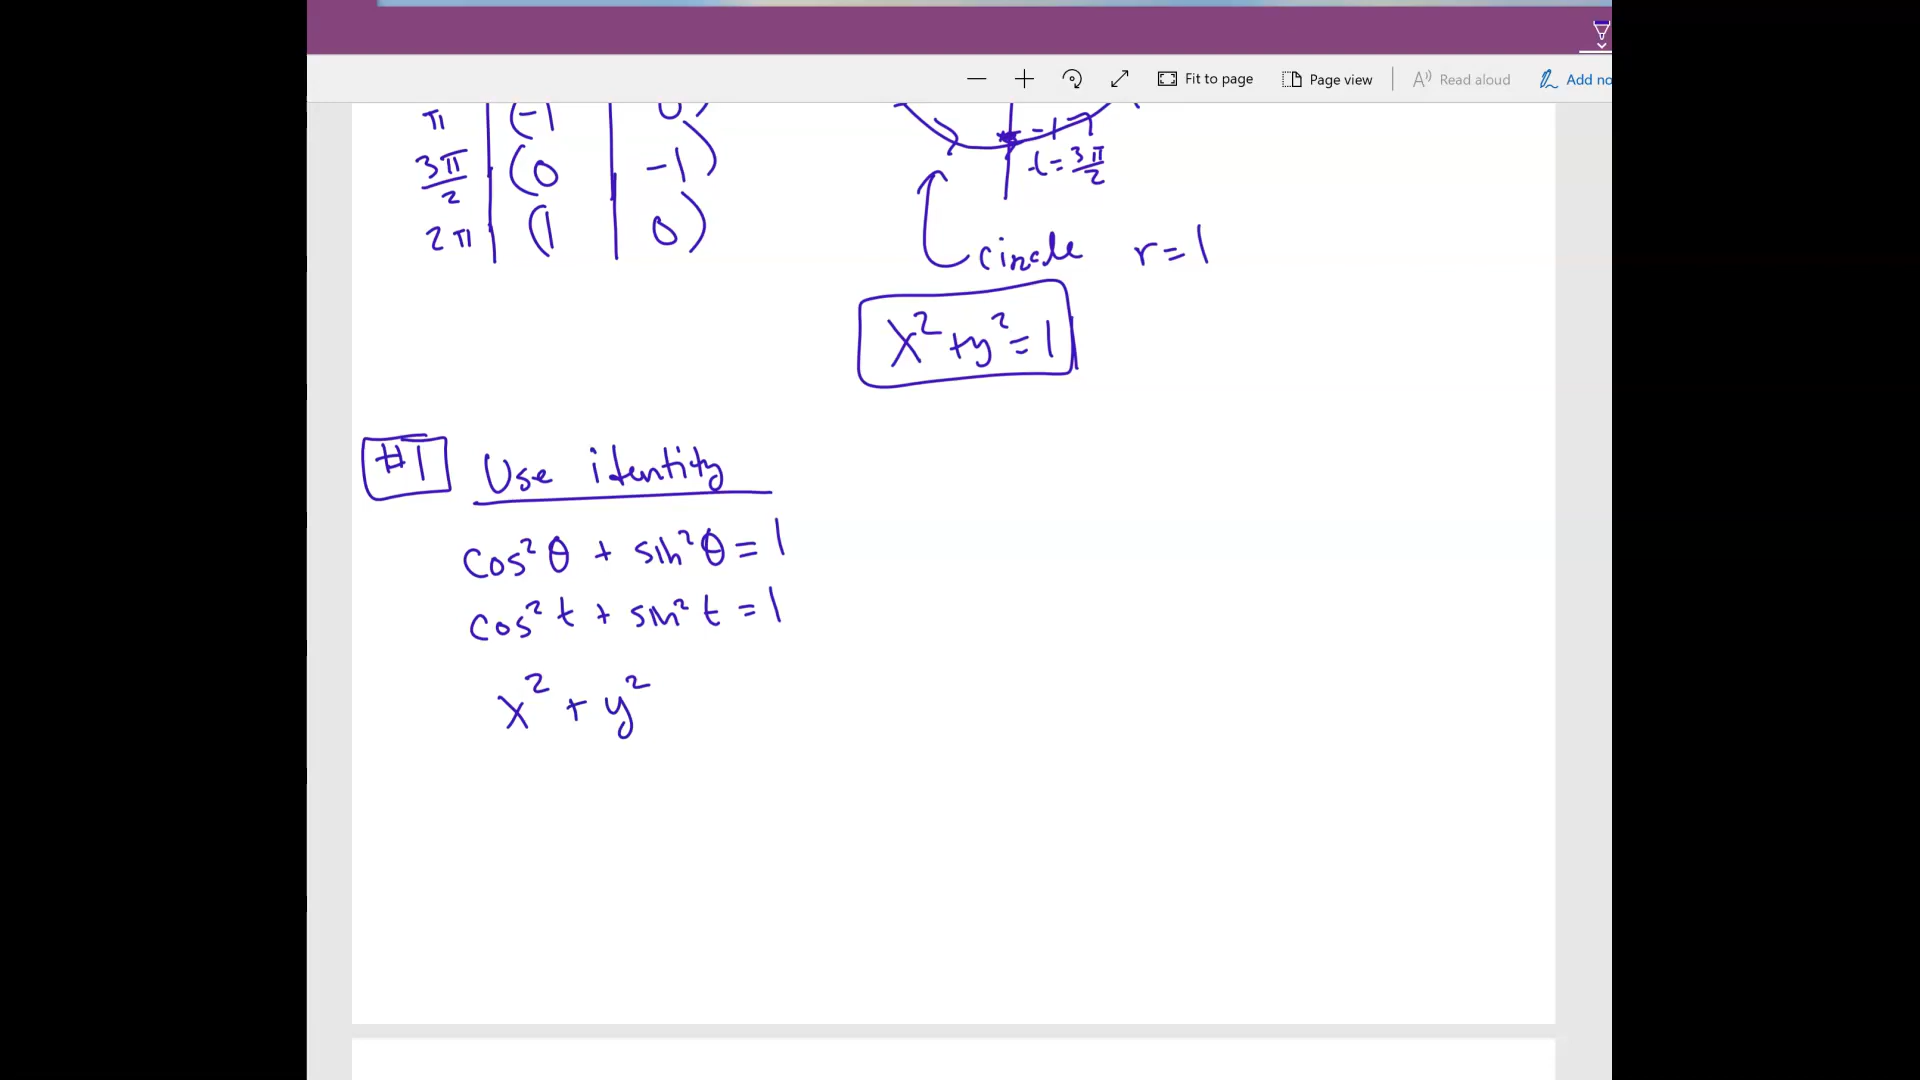 Fit to page Page view Read aloud Add no
π (-1 0)
-1
3π/2 (0 -1)
t = 3π/2
2π (1 0)
circle r = 1
x² + y² = 1
#1 Use identity
cos²θ + sin²θ = 1
cos²t + sin²t = 1
x² + y²